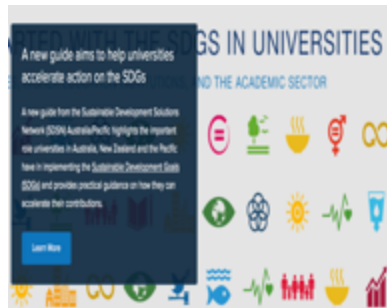 ARTED WITH THE SDGS IN UNIVERSITIES
AND THE ACADEMIC SECTOR
A new guide aims to help universities
accelerate action on the SDGs
A new guide from the Sustainable Development Solutions
Network (SDSN) Australia/Pacific highlights the important
role universities in Australia, New Zealand and the Pacific
have in implementing the Sustainable Development Goals
(SDGs) and provides practical guidance on how they can
accelerate their contributions.
Learn More